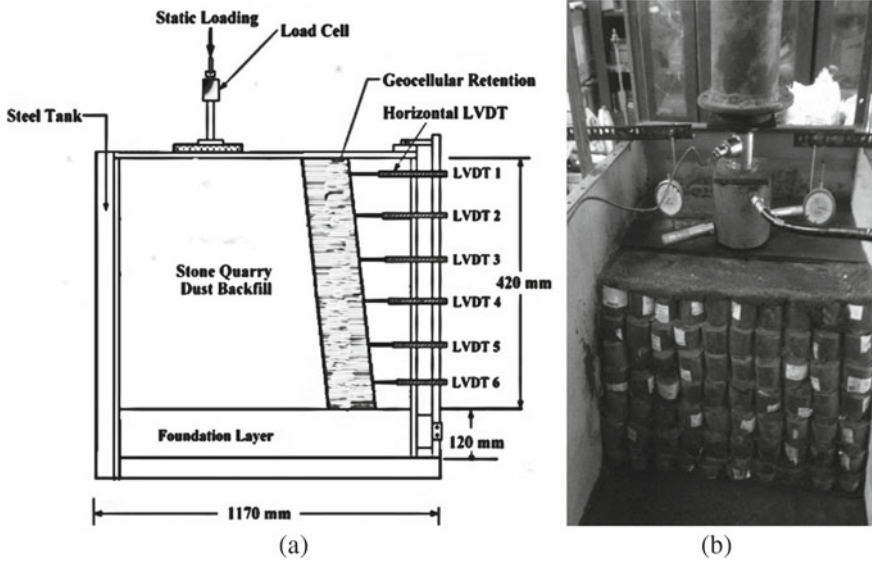 Static Loading
Load Cell
Geocellular Retention
Horizontal LVDT
Steel Tank
LVDT 1
LVDT 2
LVDT 3
Stone Quarry
Dust Backfill
420 mm
LVDT 4
LVDT 5
LVDT 6
Foundation Layer
120 mm
1170 mm
(a)
(b)